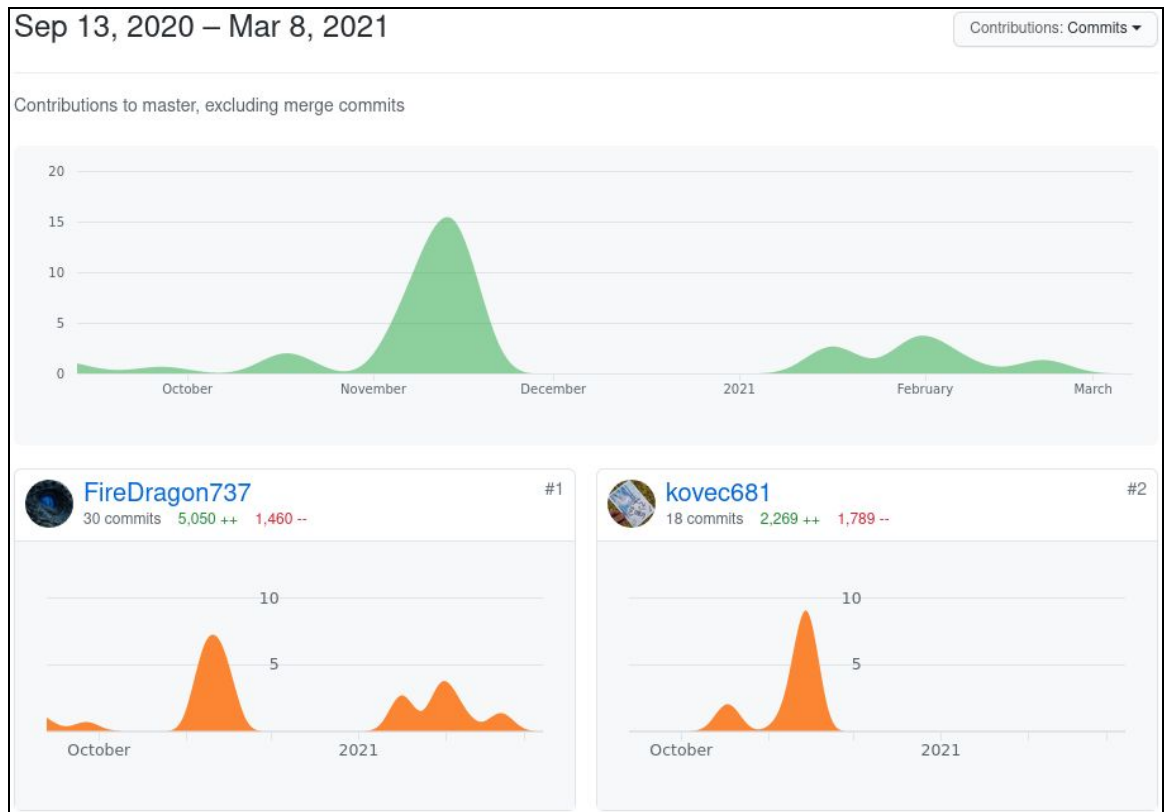 Sep 13, 2020 – Mar 8, 2021
Contributions: Commits
Contributions to master, excluding merge commits
20
15
10
5
0
October November December 2021 February March
FireDragon737 #1
30 commits 5,050 ++ 1,460 --
10
5
October 2021
kovec681 #2
18 commits 2,269 ++ 1,789 --
10
5
October 2021